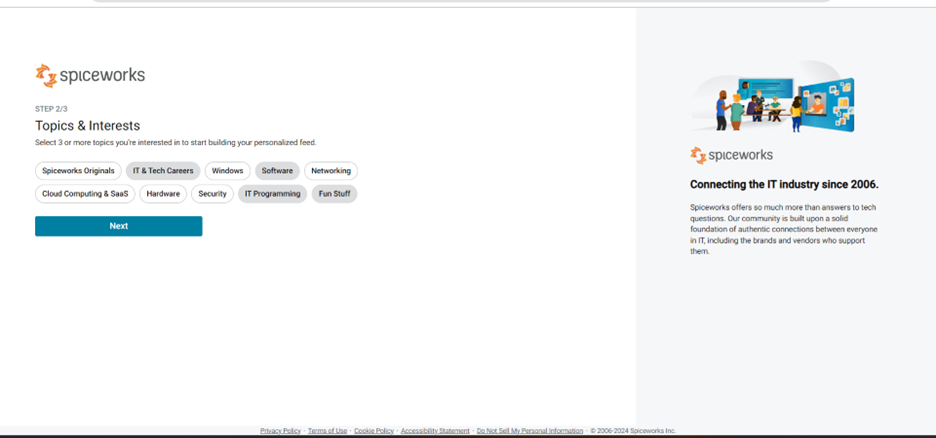 spiceworks
STEP 2/3
Topics & Interests
Select 3 or more topics you're interested in to start building your personalized feed.
Spiceworks Originals IT & Tech Careers Windows Software Networking
Cloud Computing & SaaS Hardware Security IT Programming Fun Stuff
Next
spiceworks
Connecting the IT industry since 2006.
Spiceworks offers so much more than answers to tech
questions. Our community is built upon a solid
foundation of authentic connections between everyone
in IT, including the brands and vendors who support
them.
Privacy Policy - Terms of Use - Cookie Policy - Accessibility Statement - Do Not Sell My Personal Information - © 2006-2024 Spiceworks Inc.